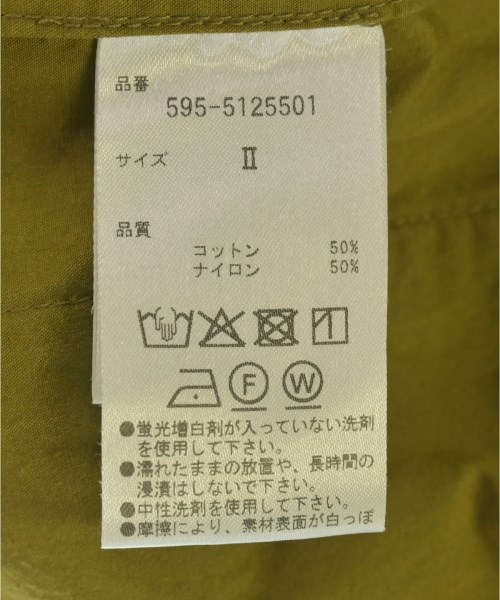 品番
595-5125501
サイズ Ⅱ
品質
コットン 50%
ナイロン 50%
F W
●蛍光増白剤が入っていない洗剤
を使用して下さい。
●濡れたままの放置や、長時間の
浸漬はしないで下さい。
●中性洗剤を使用して下さい。
●摩擦により、素材表面が白っぽ